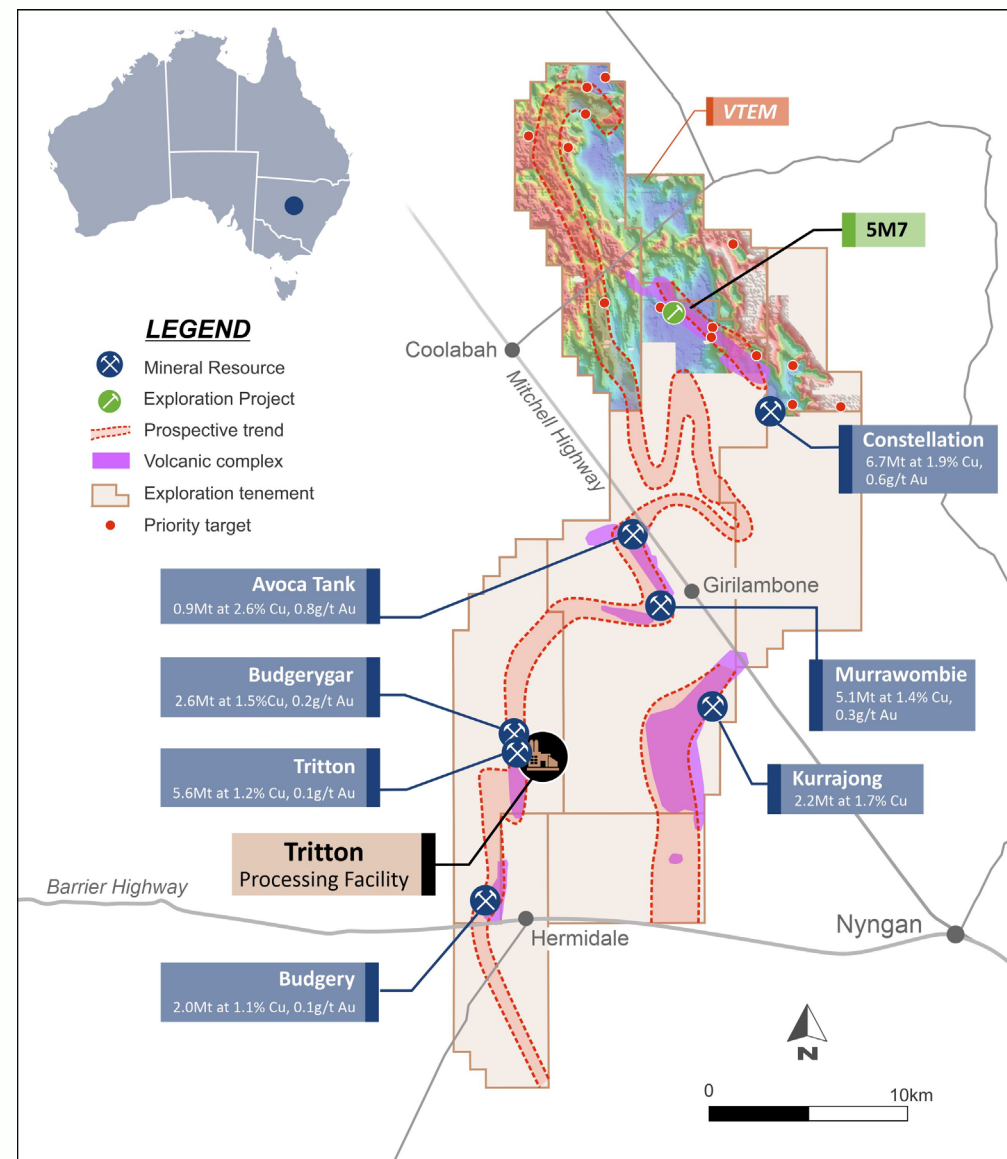 VTEM
5M7
LEGEND
Mineral Resource
Exploration Project
Prospective trend
Volcanic complex
Exploration tenement
Priority target
Coolabah
Mitchell Highway
Constellation
6.7Mt at 1.9% Cu,
0.6g/t Au
Avoca Tank
0.9Mt at 2.6% Cu, 0.8g/t Au
Girilambone
Budgerygar
2.6Mt at 1.5%Cu, 0.2g/t Au
Murrawombie
5.1Mt at 1.4% Cu,
0.3g/t Au
Tritton
5.6Mt at 1.2% Cu, 0.1g/t Au
Kurrajong
2.2Mt at 1.7% Cu
Tritton
Processing Facility
Barrier Highway
Hermidale
Nyngan
Budgery
2.0Mt at 1.1% Cu, 0.1g/t Au
N
0 10km